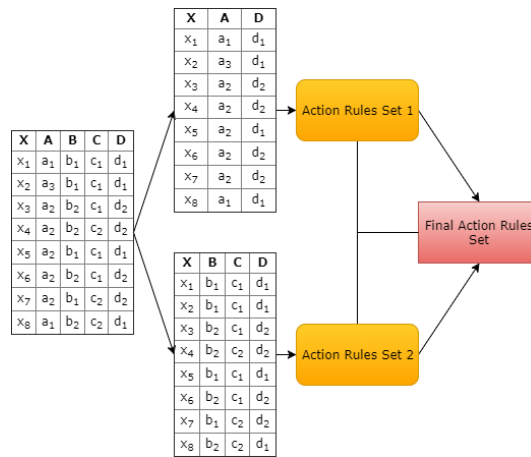 X A B C D
x₁ a₁ b₁ c₁ d₁
x₂ a₃ b₁ c₁ d₁
x₃ a₂ b₂ c₁ d₂
x₄ a₂ b₂ c₂ d₂
x₅ a₂ b₁ c₁ d₁
x₆ a₂ b₂ c₁ d₂
x₇ a₂ b₁ c₂ d₂
x₈ a₁ b₂ c₂ d₁
X A D
x₁ a₁ d₁
x₂ a₃ d₁
x₃ a₂ d₂
x₄ a₂ d₂
x₅ a₂ d₁
x₆ a₂ d₂
x₇ a₂ d₂
x₈ a₁ d₁
X B C D
x₁ b₁ c₁ d₁
x₂ b₁ c₁ d₁
x₃ b₂ c₁ d₂
x₄ b₂ c₂ d₂
x₅ b₁ c₁ d₁
x₆ b₂ c₁ d₂
x₇ b₁ c₂ d₂
x₈ b₂ c₂ d₁
Action Rules Set 1
Action Rules Set 2
Final Action Rules
Set